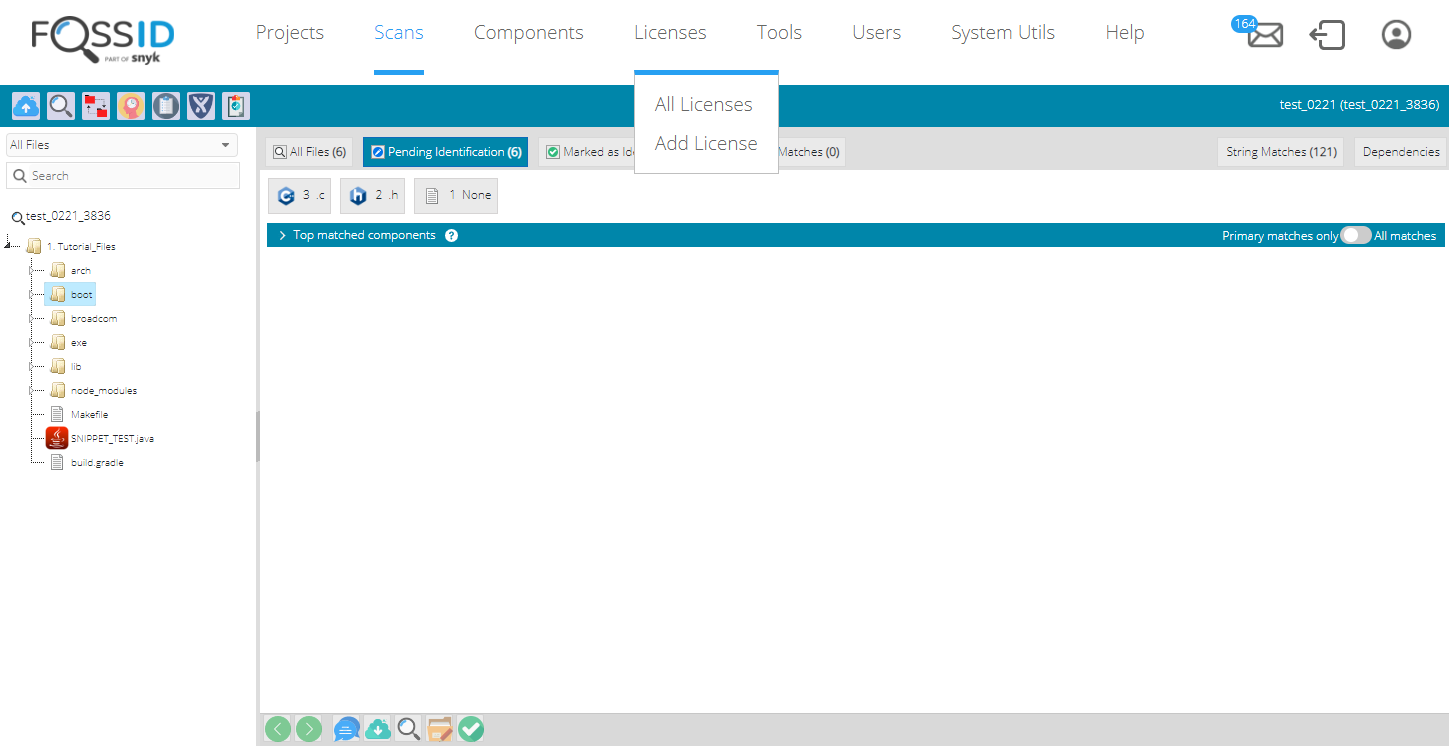 FOSSID
PART OF snyk
Projects Scans Components Licenses Tools Users System Utils Help
164
All Licenses
Add License
test_0221 (test_0221_3836)
All Files
Search
test_0221_3836
1. Tutorial_Files
arch
boot
broadcom
exe
lib
node_modules
Makefile
SNIPPET_TEST.java
build.gradle
All Files (6) Pending Identification (6) Marked as Ide Matches (0) String Matches (121) Dependencies
3 .c 2 .h 1 None
Top matched components ? Primary matches only All matches